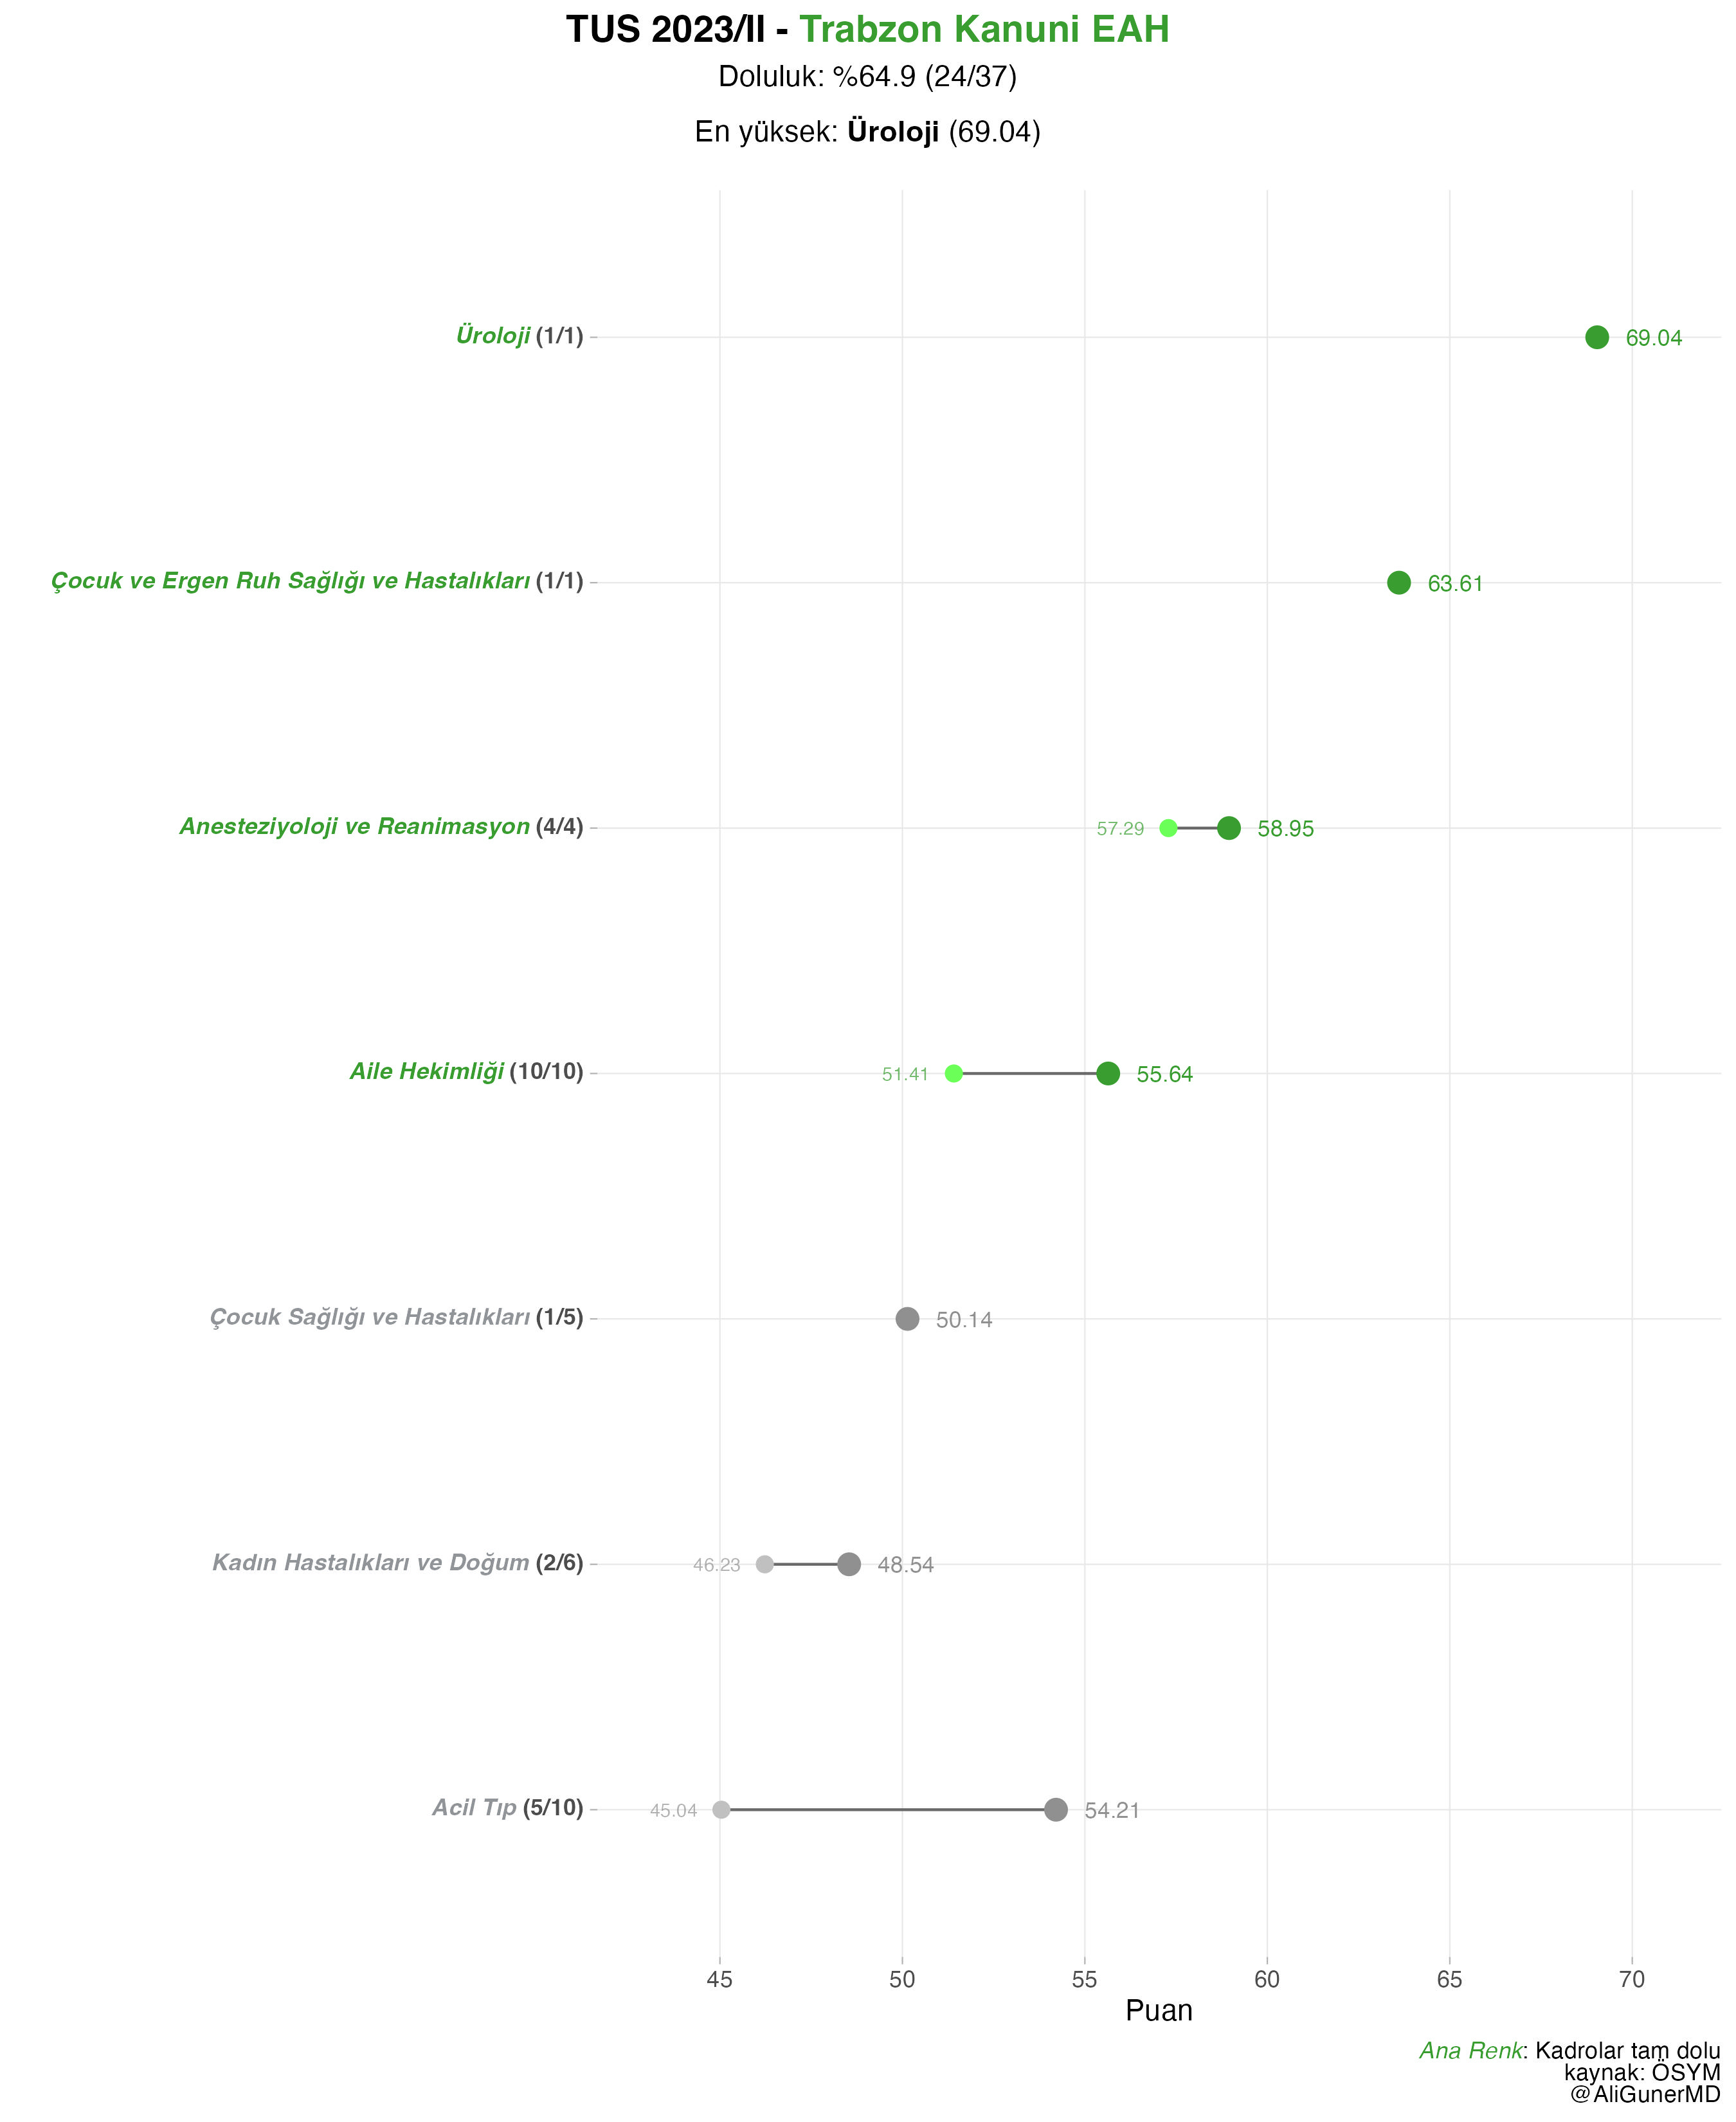 TUS 2023/II - Trabzon Kanuni EAH
Doluluk: %64.9 (24/37)
En yüksek: Üroloji (69.04)
Üroloji (1/1)
69.04
Çocuk ve Ergen Ruh Sağlığı ve Hastalıkları (1/1)
63.61
Anesteziyoloji ve Reanimasyon (4/4)
57.29
58.95
Aile Hekimliği (10/10)
51.41
55.64
Çocuk Sağlığı ve Hastalıkları (1/5)
50.14
Kadın Hastalıkları ve Doğum (2/6)
46.23
48.54
Acil Tıp (5/10)
45.04
54.21
45 50 55 60 65 70
Puan
Ana Renk: Kadrolar tam dolu
kaynak: ÖSYM
@AliGunerMD